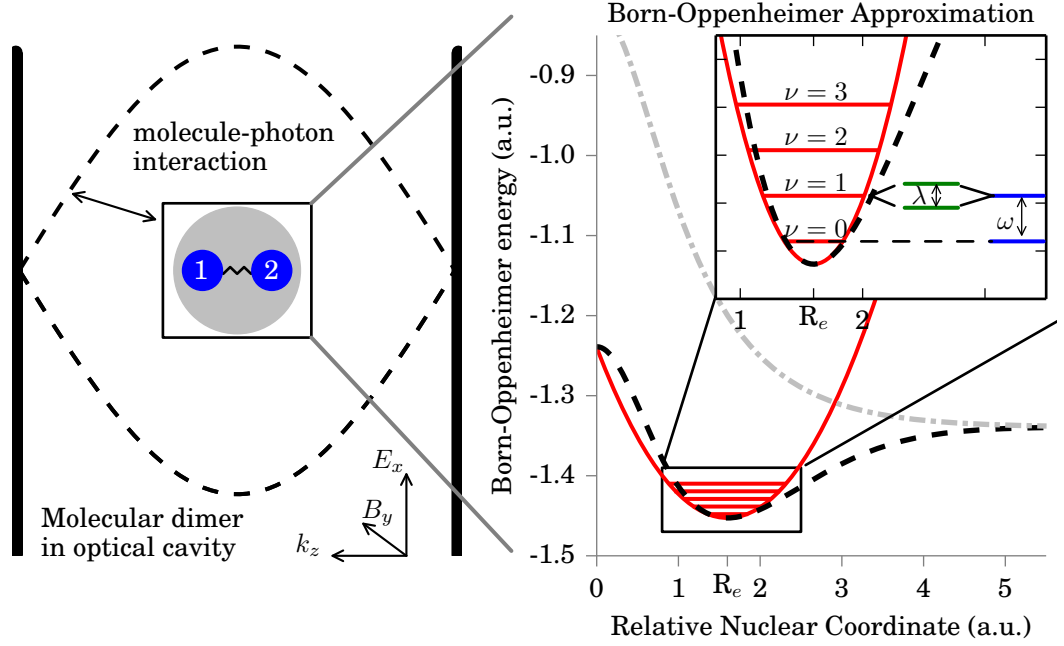 molecule-photon
interaction
1
2
Molecular dimer
in optical cavity
E_x
B_y
k_z
Born-Oppenheimer Approximation
Born-Oppenheimer energy (a.u.)
-0.9
-1.0
-1.1
-1.2
-1.3
-1.4
-1.5
ν = 3
ν = 2
ν = 1
ν = 0
λ
ω
1
R_e
2
0
1
R_e
2
3
4
5
Relative Nuclear Coordinate (a.u.)